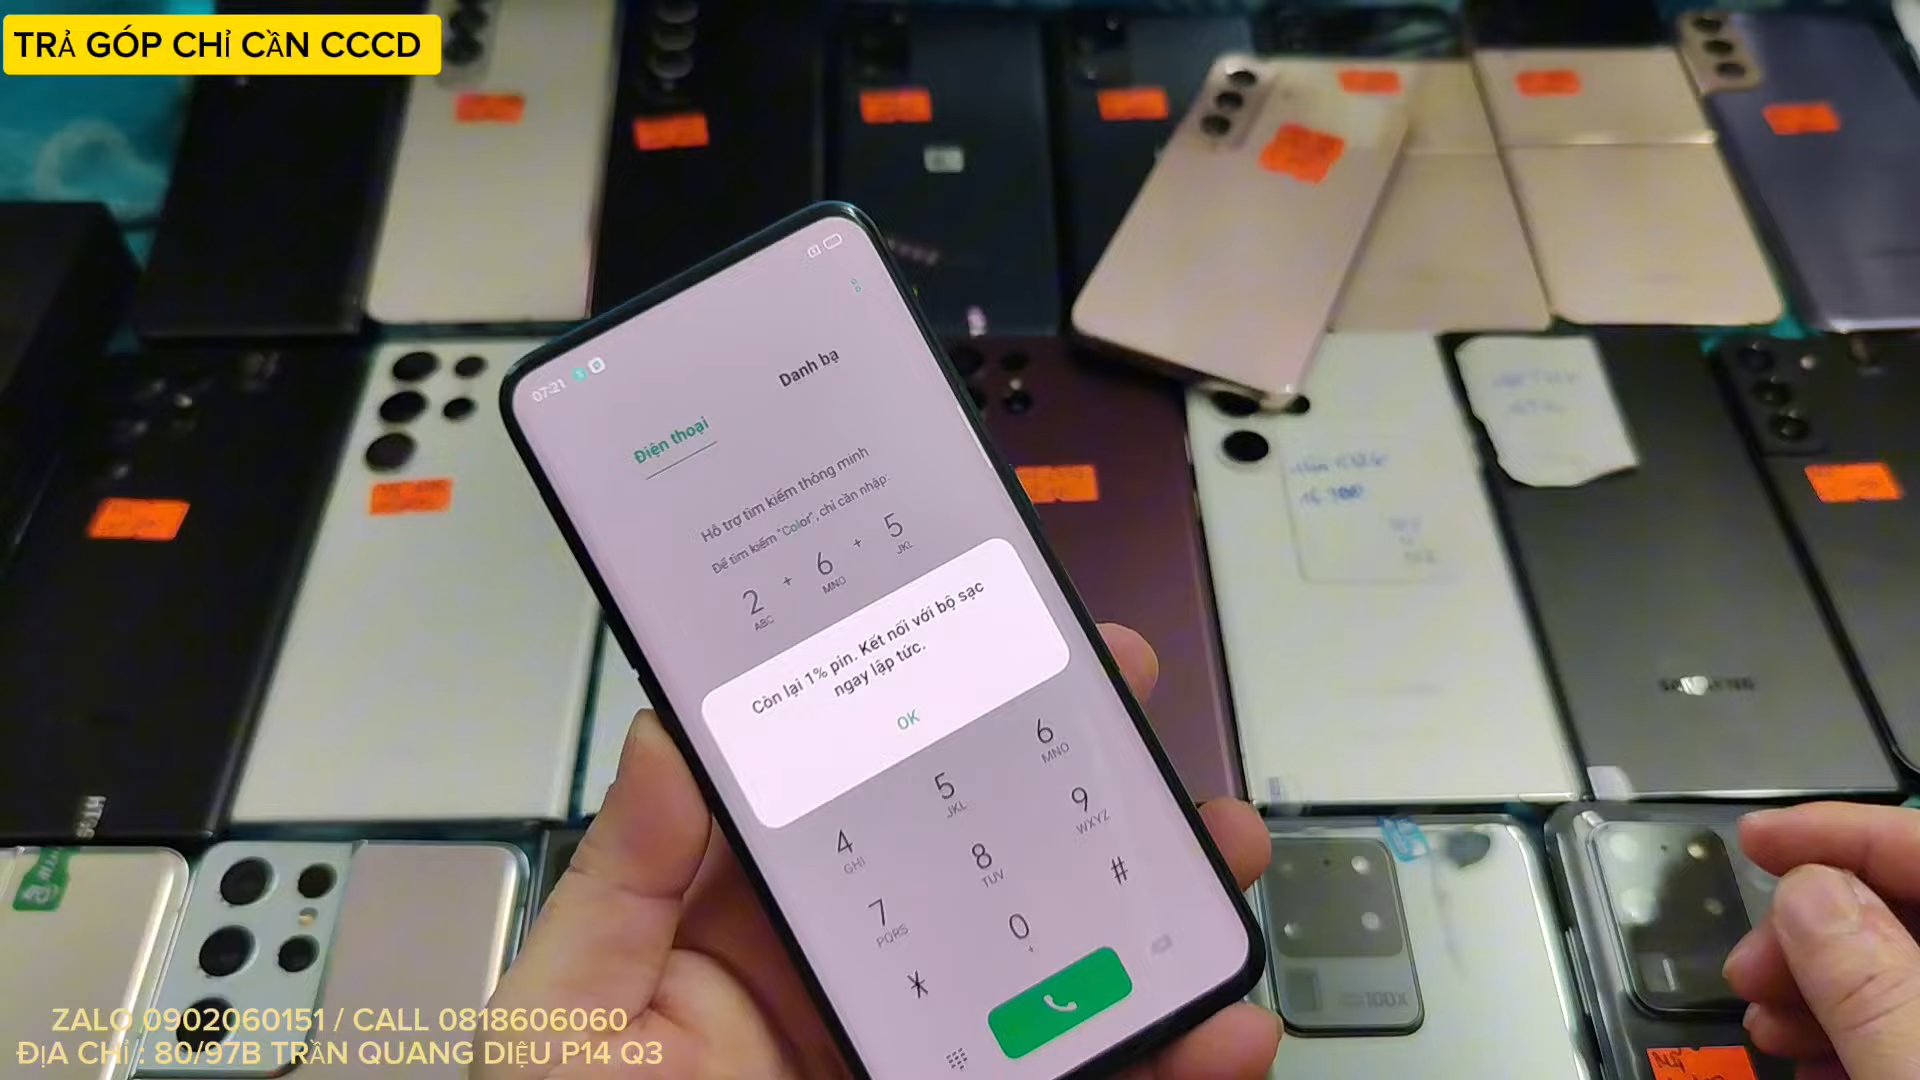 TRẢ GÓP CHỈ CẦN CCCD
07:21
Điện thoại
Danh bạ
Hỗ trợ tìm kiếm thông minh
Để tìm kiếm "Color", chỉ cần nhập:
2 + 6 + 5
ABC MNO JKL
Còn lại 1% pin. Kết nối với bộ sạc
ngay lập tức.
OK
4 5 6
GHI JKL MNO
7 8 9
PQRS TUV WXYZ
* 0 #
+
SAMSUNG
100X
ZALO 0902060151 / CALL 0818606060
ĐỊA CHỈ : 80/97B TRẦN QUANG DIỆU P14 Q3